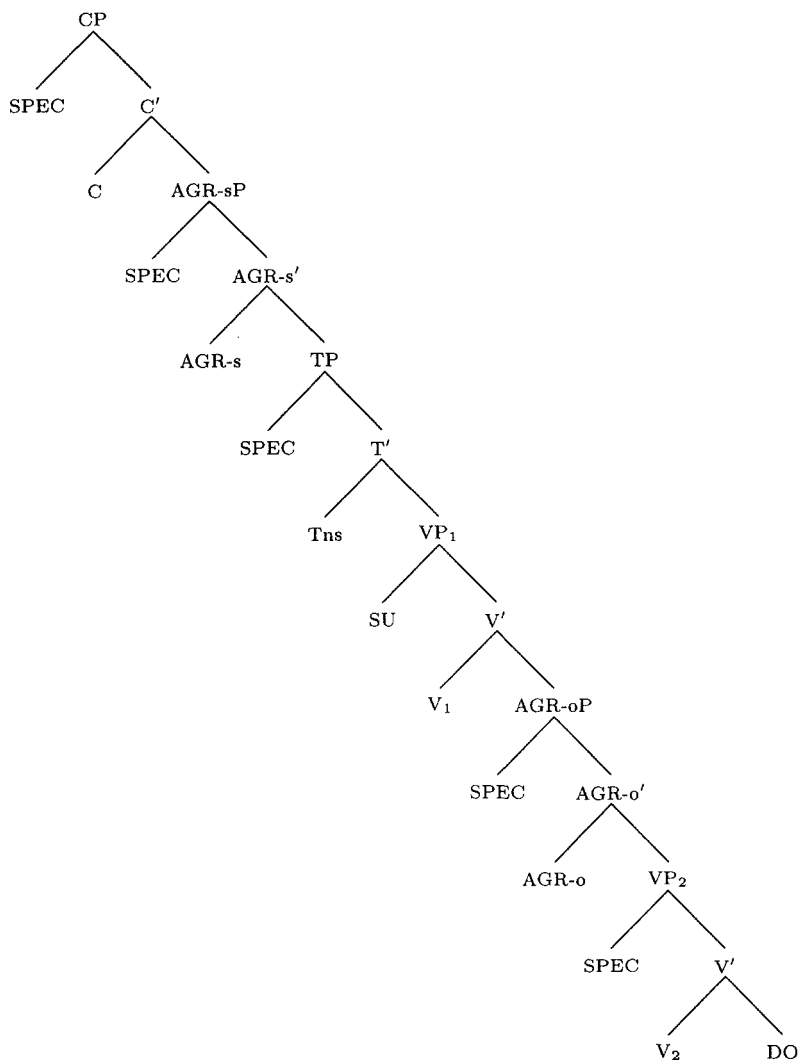 CP
SPEC C′
C AGR-sP
SPEC AGR-s′
AGR-s TP
SPEC T′
Tns VP₁
SU V′
V₁ AGR-oP
SPEC AGR-o′
AGR-o VP₂
SPEC V′
V₂ DO